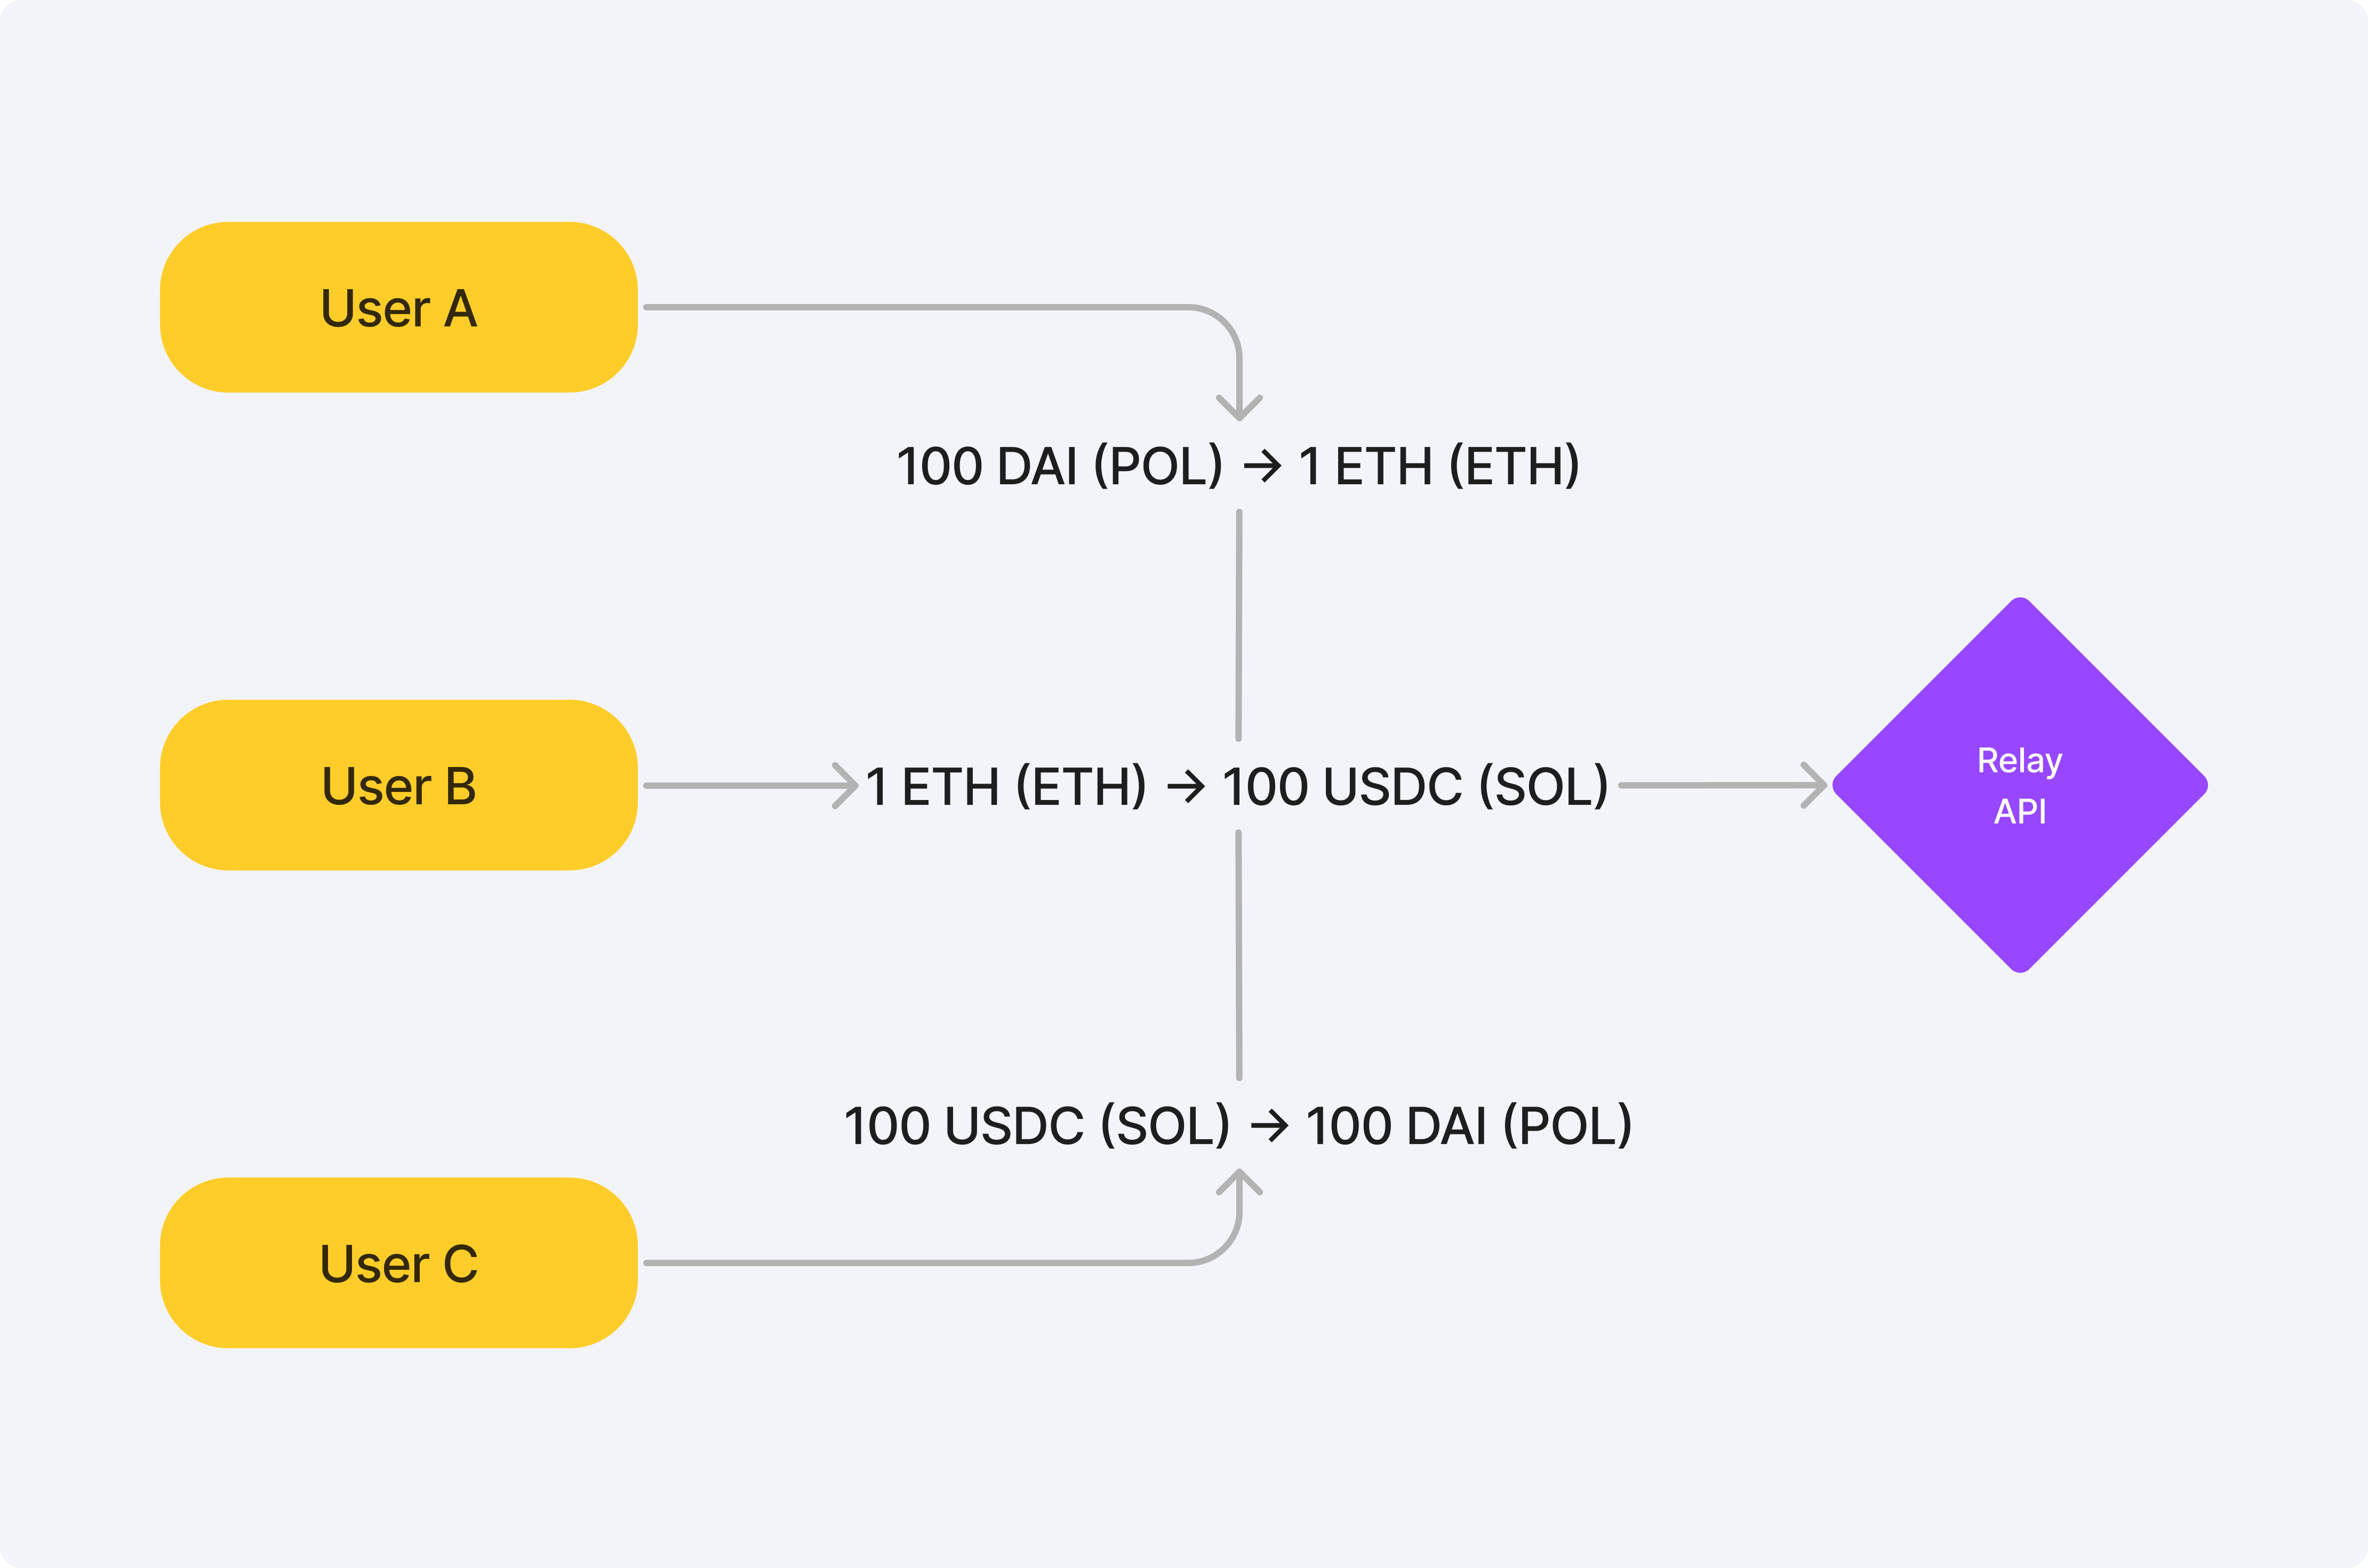 User A
100 DAI (POL) → 1 ETH (ETH)
User B
1 ETH (ETH) → 100 USDC (SOL)
Relay
API
100 USDC (SOL) → 100 DAI (POL)
User C